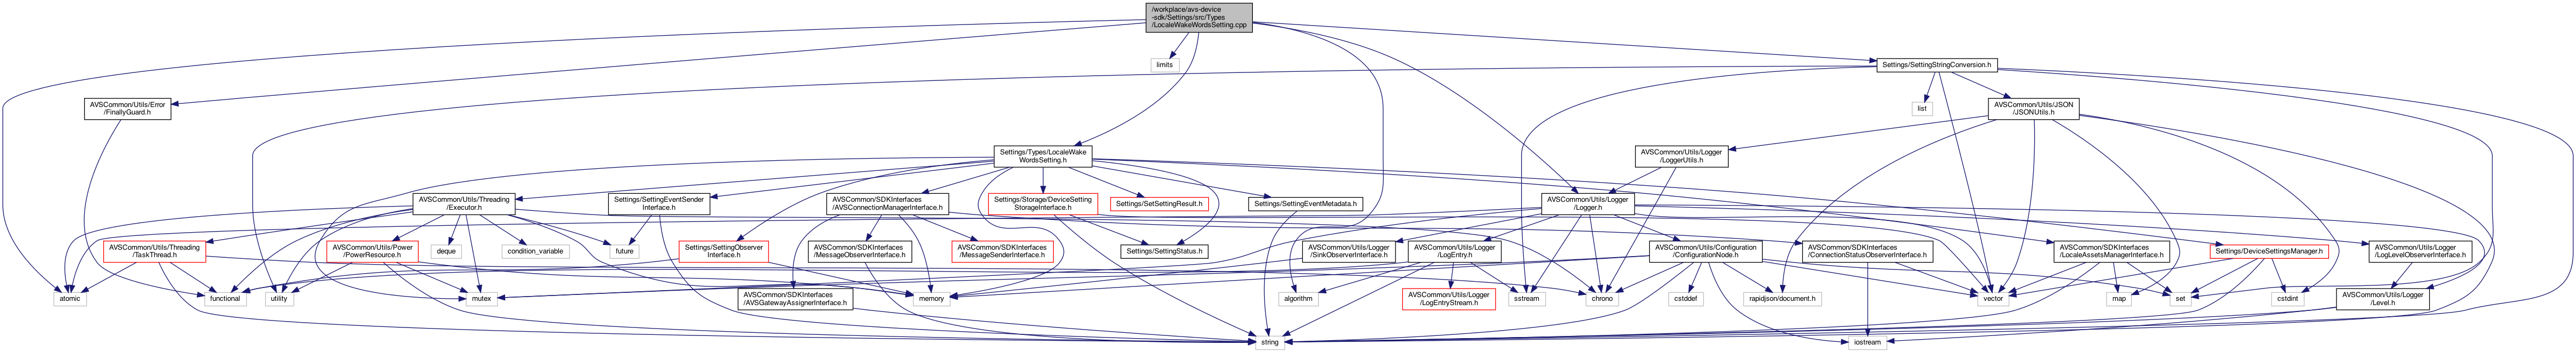 /workplace/avs-device
-sdk/Settings/src/Types
/LocaleWakeWordsSetting.cpp
limits
Settings/SettingStringConversion.h
AVSCommon/Utils/Error
/FinallyGuard.h
list
AVSCommon/Utils/JSON
/JSONUtils.h
Settings/Types/LocaleWake
WordsSetting.h
AVSCommon/Utils/Logger
/LoggerUtils.h
AVSCommon/Utils/Threading
/Executor.h
Settings/SettingEventSender
Interface.h
AVSCommon/SDKInterfaces
/AVSConnectionManagerInterface.h
Settings/Storage/DeviceSetting
StorageInterface.h
Settings/SetSettingResult.h
Settings/SettingEventMetadata.h
AVSCommon/Utils/Logger
/Logger.h
AVSCommon/Utils/Threading
/TaskThread.h
AVSCommon/Utils/Power
/PowerResource.h
deque
condition_variable
future
Settings/SettingObserver
Interface.h
AVSCommon/SDKInterfaces
/MessageObserverInterface.h
AVSCommon/SDKInterfaces
/MessageSenderInterface.h
Settings/SettingStatus.h
AVSCommon/Utils/Logger
/SinkObserverInterface.h
AVSCommon/Utils/Logger
/LogEntry.h
AVSCommon/Utils/Configuration
/ConfigurationNode.h
AVSCommon/SDKInterfaces
/ConnectionStatusObserverInterface.h
AVSCommon/SDKInterfaces
/LocaleAssetsManagerInterface.h
Settings/DeviceSettingsManager.h
AVSCommon/Utils/Logger
/LogLevelObserverInterface.h
atomic
functional
utility
mutex
AVSCommon/SDKInterfaces
/AVSGatewayAssignerInterface.h
memory
chrono
algorithm
AVSCommon/Utils/Logger
/LogEntryStream.h
sstream
cstddef
rapidjson/document.h
vector
map
set
cstdint
AVSCommon/Utils/Logger
/Level.h
string
iostream